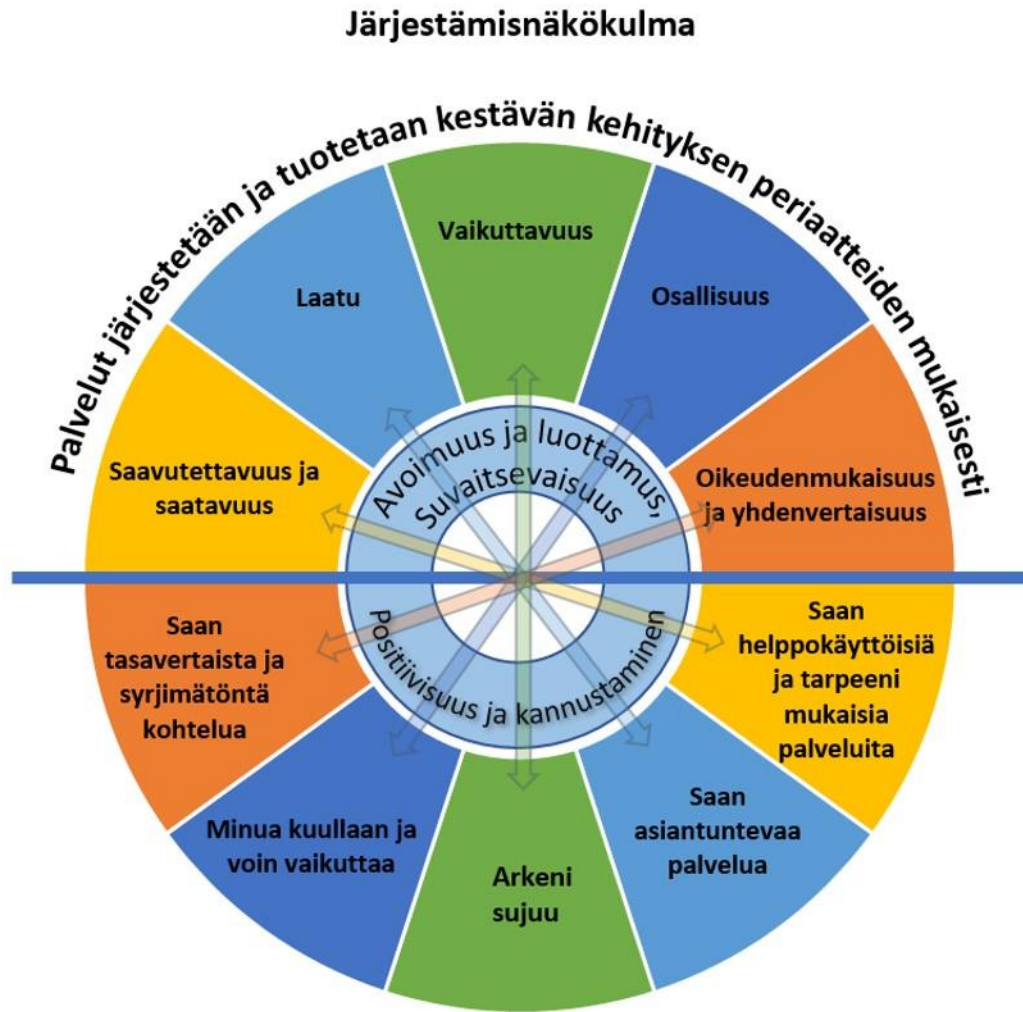 Järjestämisnäkökulma
Palvelut järjestetään ja tuotetaan kestävän kehityksen periaatteiden mukaisesti
Vaikuttavuus
Laatu
Osallisuus
Saavutettavuus ja
saatavuus
Oikeudenmukaisuus
ja yhdenvertaisuus
Avoimuus ja luottamus,
Suvaitsevaisuus
Positiivisuus ja kannustaminen
Saan
tasavertaista ja
syrjimätöntä
kohtelua
Saan
helppokäyttöisiä
ja tarpeeni
mukaisia
palveluita
Minua kuullaan ja
voin vaikuttaa
Arkeni
sujuu
Saan
asiantuntevaa
palvelua